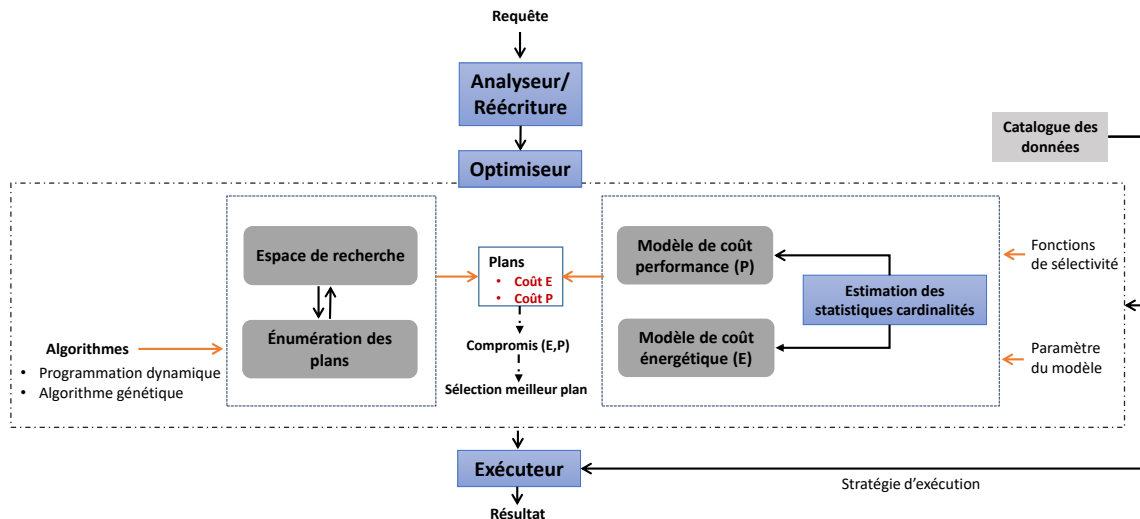 Requête
Analyseur/
Réécriture
Catalogue des
données
Optimiseur
Espace de recherche
Énumération des
plans
Algorithmes
• Programmation dynamique
• Algorithme génétique
Plans
• Coût E
• Coût P
Compromis (E,P)
Sélection meilleur plan
Modèle de coût
performance (P)
Modèle de coût
énergétique (E)
Estimation des
statistiques cardinalités
Fonctions
de sélectivité
Paramètre
du modèle
Exécuteur
Stratégie d'exécution
Résultat